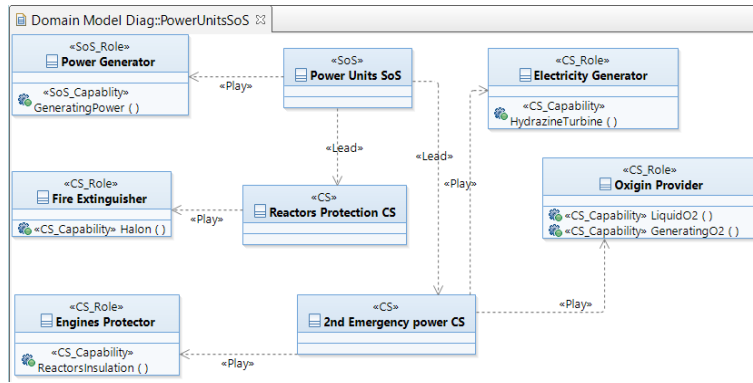 Domain Model Diag::PowerUnitsSoS
«SoS_Role»
Power Generator
«SoS_Capablity»
GeneratingPower ( )
«SoS»
Power Units SoS
«CS_Role»
Electricity Generator
«CS_Capability»
HydrazineTurbine ( )
«Play»
«Lead»
«Lead»
«Play»
«CS_Role»
Fire Extinguisher
«CS_Capability» Halon ( )
«CS»
Reactors Protection CS
«Play»
«CS_Role»
Oxigin Provider
«CS_Capability» LiquidO2 ( )
«CS_Capability» GeneratingO2 ( )
«CS_Role»
Engines Protector
«CS_Capability»
ReactorsInsulation ( )
«CS»
2nd Emergency power CS
«Play»
«Play»